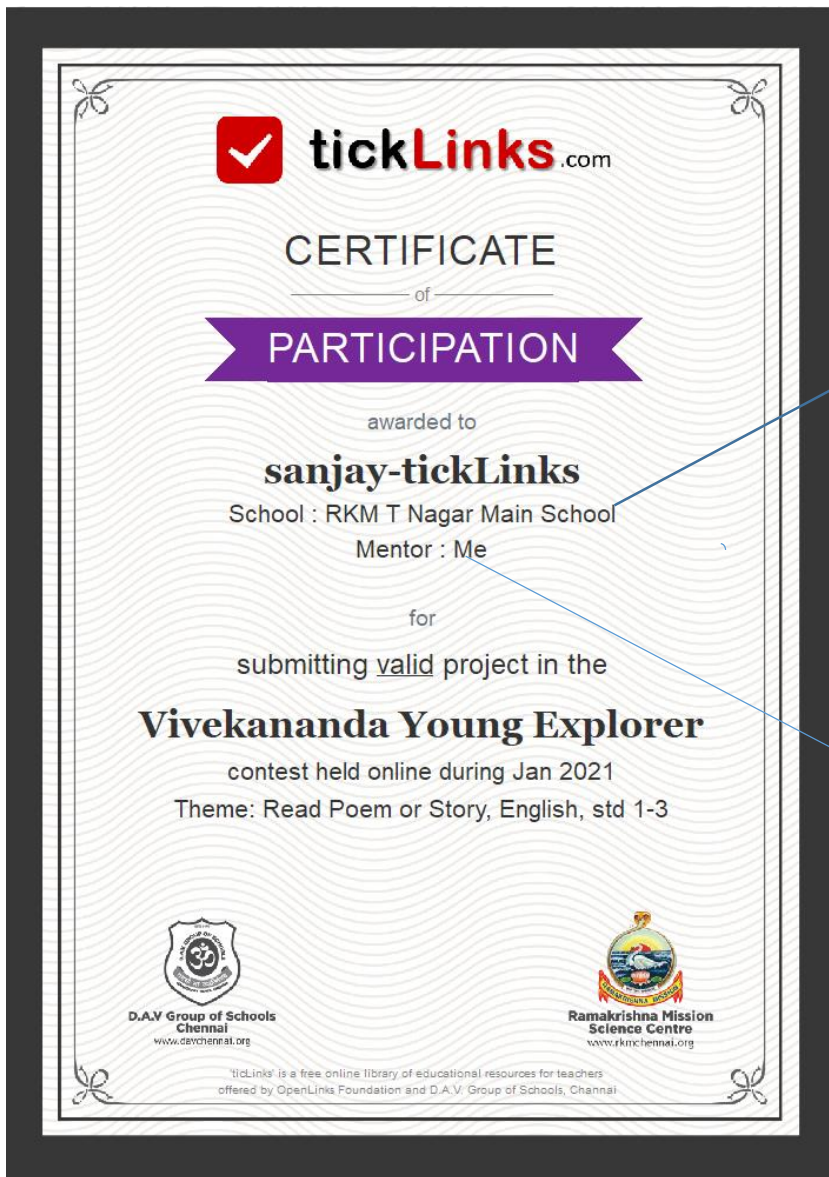 tickLinks.com
CERTIFICATE
of
PARTICIPATION
awarded to
sanjay-tickLinks
School : RKM T Nagar Main School
Mentor : Me
for
submitting valid project in the
Vivekananda Young Explorer
contest held online during Jan 2021
Theme: Read Poem or Story, English, std 1-3
D.A.V Group of Schools
Chennai
www.davchennai.org
RAMAKRISHNA MISSION
Ramakrishna Mission
Science Centre
www.rkmchennai.org
'ticLinks' is a free online library of educational resources for teachers
offered by OpenLinks Foundation and D.A.V. Group of Schools, Channai